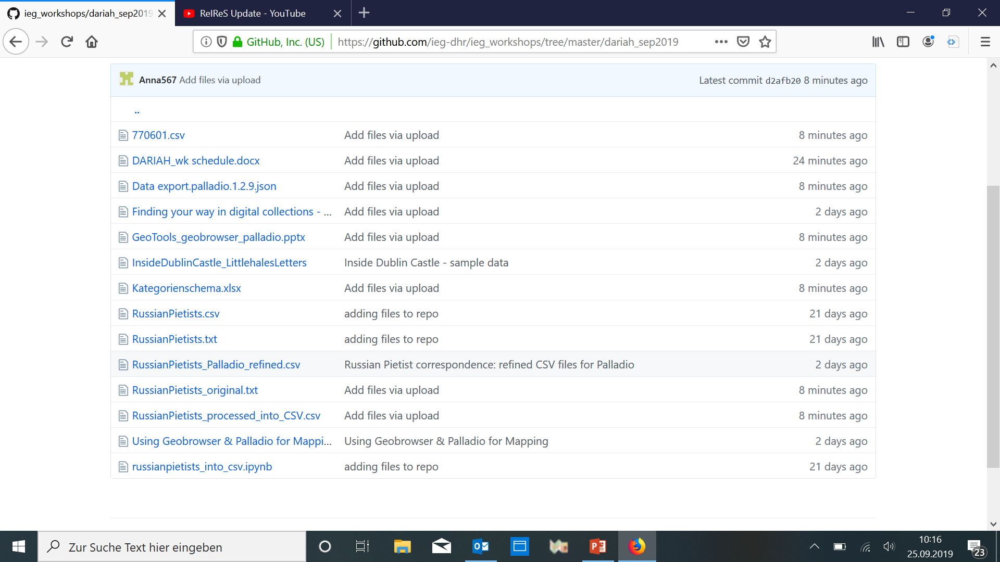 ieg_workshops/dariah_sep2019
ReIReS Update - YouTube
GitHub, Inc. (US)
https://github.com/ieg-dhr/ieg_workshops/tree/master/dariah_sep2019
Anna567 Add files via upload
Latest commit d2afb20 8 minutes ago
..
770601.csv Add files via upload 8 minutes ago
DARIAH_wk schedule.docx Add files via upload 24 minutes ago
Data export.palladio.1.2.9.json Add files via upload 8 minutes ago
Finding your way in digital collections - ... Add files via upload 2 days ago
GeoTools_geobrowser_palladio.pptx Add files via upload 8 minutes ago
InsideDublinCastle_LittlehalesLetters Inside Dublin Castle - sample data 2 days ago
Kategorienschema.xlsx Add files via upload 8 minutes ago
RussianPietists.csv adding files to repo 21 days ago
RussianPietists.txt adding files to repo 21 days ago
RussianPietists_Palladio_refined.csv Russian Pietist correspondence: refined CSV files for Palladio 2 days ago
RussianPietists_original.txt Add files via upload 8 minutes ago
RussianPietists_processed_into_CSV.csv Add files via upload 8 minutes ago
Using Geobrowser & Palladio for Mappi... Using Geobrowser & Palladio for Mapping 2 days ago
russianpietists_into_csv.ipynb adding files to repo 21 days ago
Zur Suche Text hier eingeben
10:16
25.09.2019
23